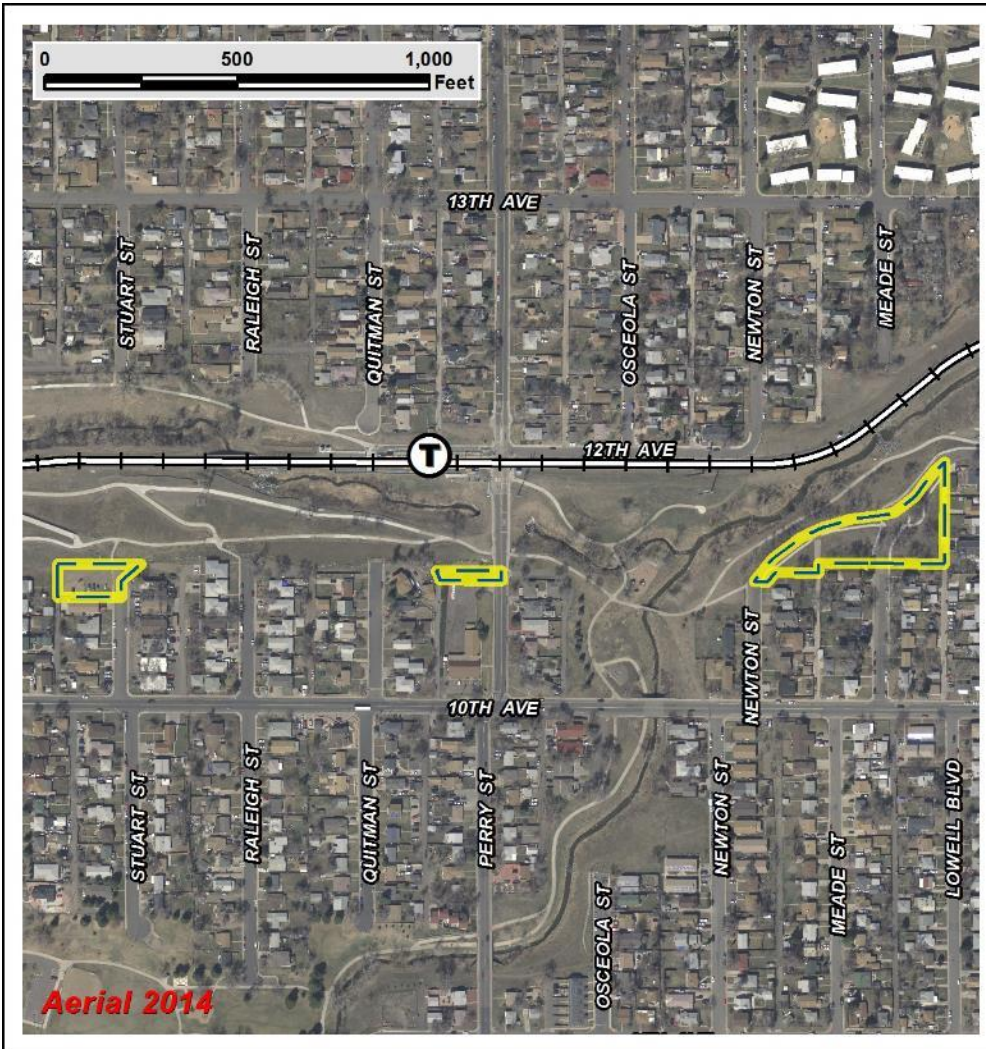 0 500 1,000
Feet
13TH AVE
STUART ST
RALEIGH ST
QUITMAN ST
OSCEOLA ST
NEWTON ST
MEADE ST
T
12TH AVE
NEWTON ST
10TH AVE
STUART ST
RALEIGH ST
QUITMAN ST
PERRY ST
OSCEOLA ST
NEWTON ST
MEADE ST
LOWELL BLVD
Aerial 2014